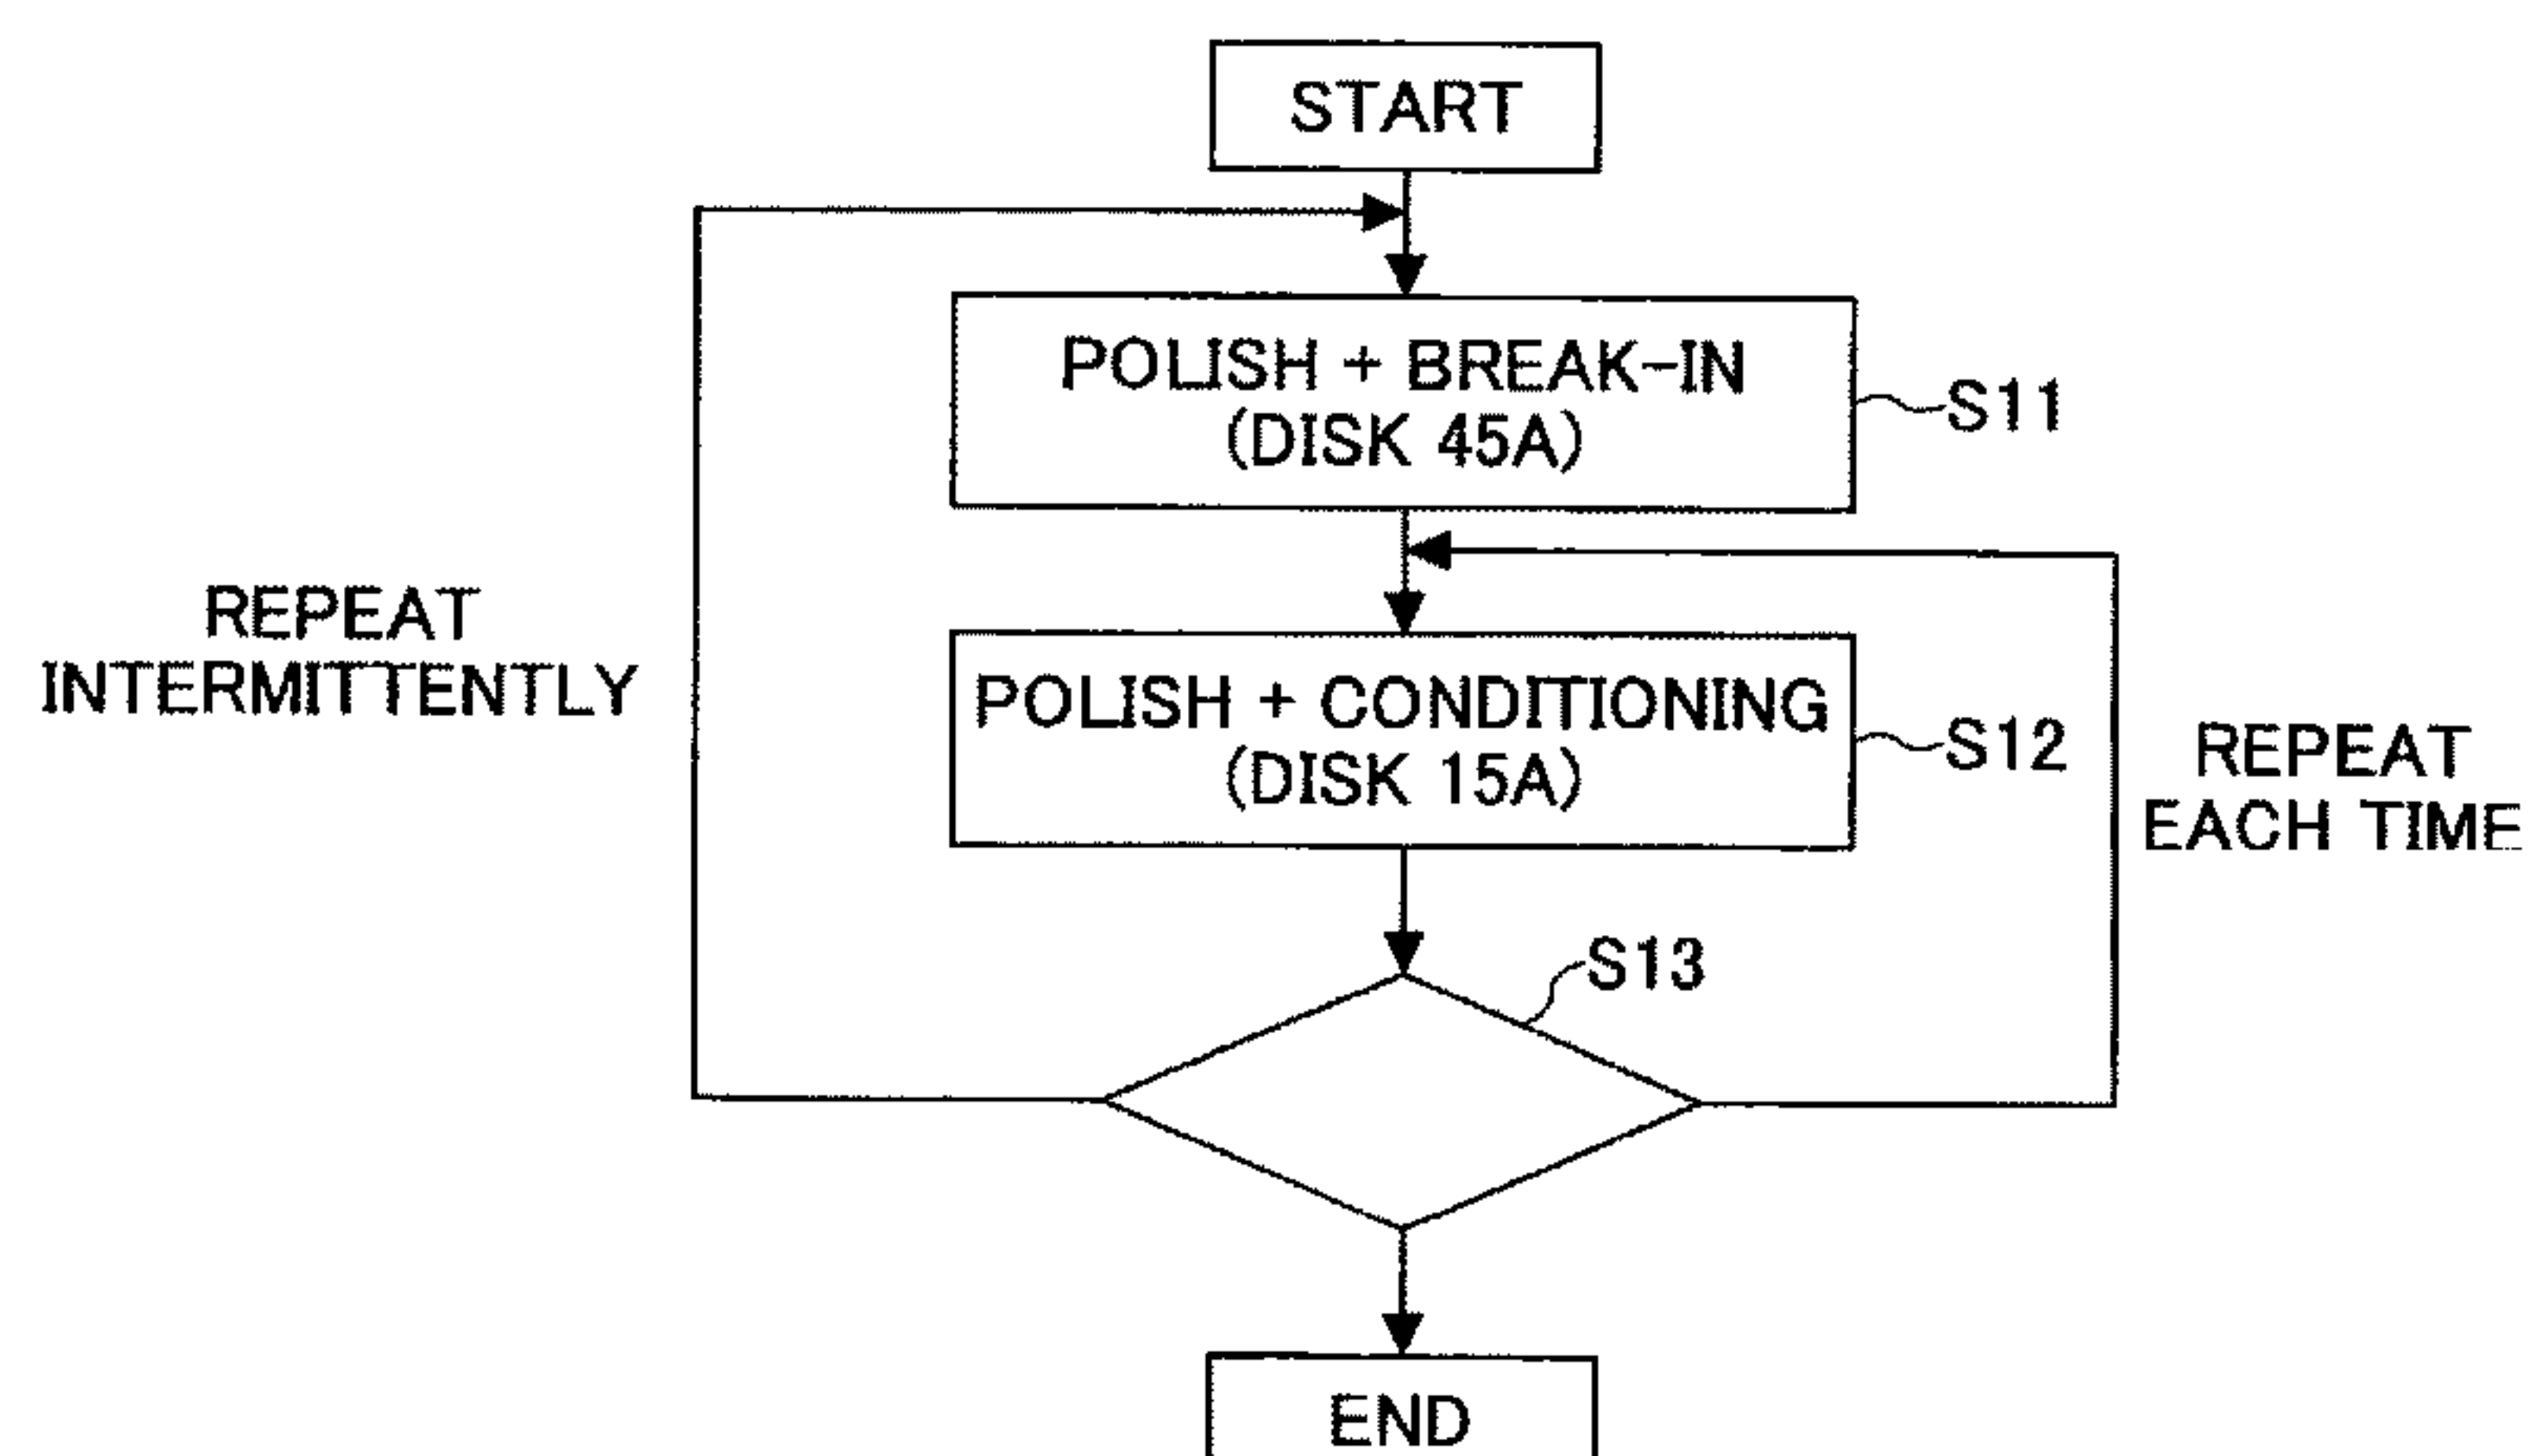 START
POLISH + BREAK-IN
(DISK 45A)
S11
REPEAT
INTERMITTENTLY
POLISH + CONDITIONING
(DISK 15A)
S12
REPEAT
EACH TIME
S13
END